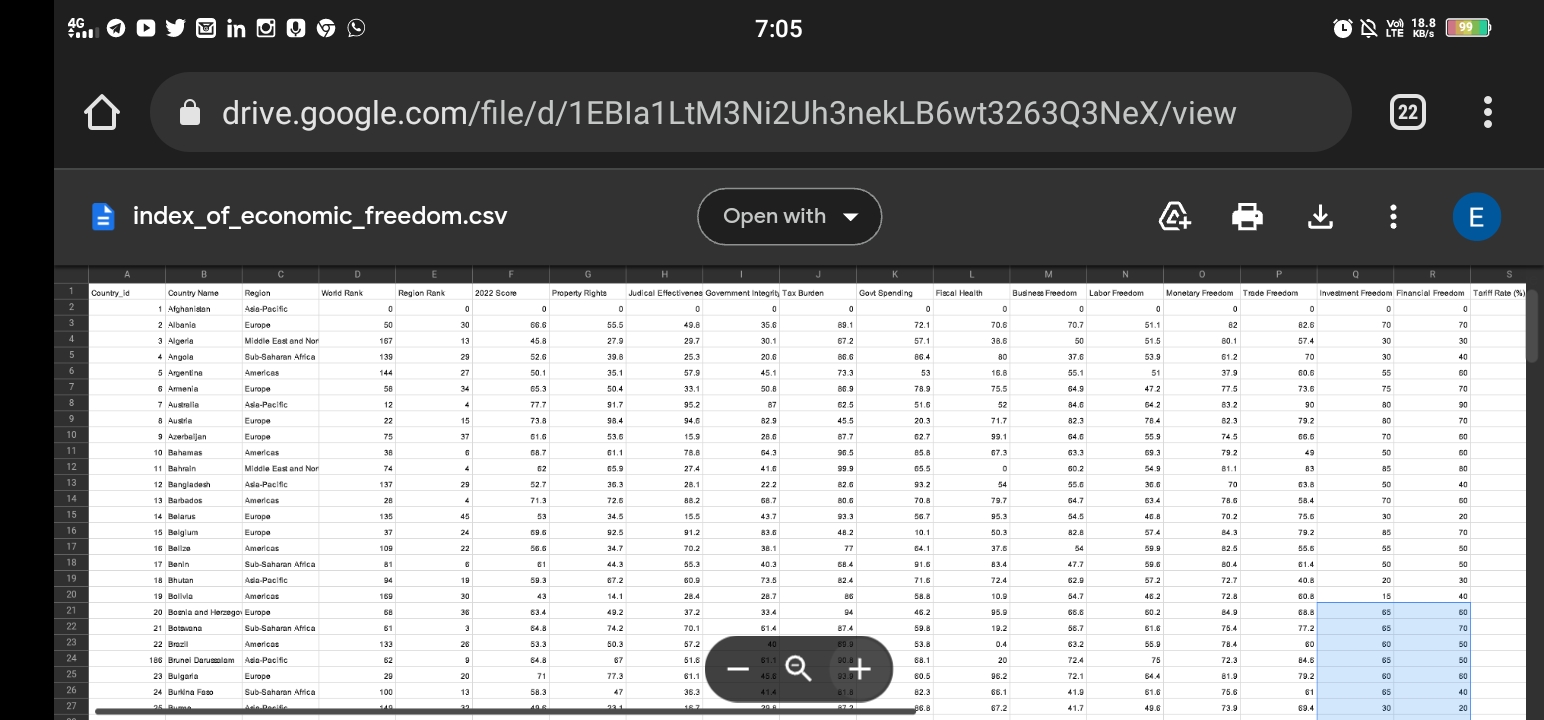 4G 7:05 Vo) LTE 18.8 KB/s 99
drive.google.com/file/d/1EBIa1LtM3Ni2Uh3nekLB6wt3263Q3NeX/view 22
index_of_economic_freedom.csv Open with E
A B C D E F G H I J K L M N O P Q R S
1 Country_id Country Name Region World Rank Region Rank 2022 Score Property Rights Judical Effectivenes Government Integrity Tax Burden Govt Spending Fiscal Health Business Freedom Labor Freedom Monetary Freedom Trade Freedom Investment Freedom Financial Freedom Tariff Rate (%)
2 1 Afghanistan Asia-Pacific 0 0 0 0 0 0 0 0 0 0 0 0 0 0 0
3 2 Albania Europe 50 30 66.6 55.5 49.8 35.6 89.1 72.1 70.6 70.7 51.1 82 82.6 70 70
4 3 Algeria Middle East and Nor 167 13 45.8 27.9 29.7 30.1 67.2 57.1 38.6 50 51.5 80.1 57.4 30 30
5 4 Angola Sub-Saharan Africa 139 29 52.6 39.8 25.3 20.6 86.6 86.4 80 37.6 53.9 61.2 70 30 40
6 5 Argentina Americas 144 27 50.1 35.1 57.9 45.1 73.3 53 16.8 55.1 51 37.9 60.6 55 60
7 6 Armenia Europe 58 34 65.3 50.4 33.1 50.8 86.9 78.9 75.5 64.9 47.2 77.5 73.6 75 70
8 7 Australia Asia-Pacific 12 4 77.7 91.7 95.2 87 62.5 51.6 52 84.6 64.2 83.2 90 80 90
9 8 Austria Europe 22 15 73.8 98.4 94.6 82.9 45.5 20.3 71.7 82.3 78.4 82.3 79.2 80 70
10 9 Azerbaijan Europe 75 37 61.6 53.6 15.9 28.6 87.7 62.7 99.1 64.6 55.9 74.5 66.6 70 60
11 10 Bahamas Americas 38 6 68.7 61.1 78.8 64.3 96.5 85.8 67.3 63.3 69.3 79.2 49 50 60
12 11 Bahrain Middle East and Nor 74 4 62 65.9 27.4 41.6 99.9 65.5 0 60.2 54.9 81.1 83 85 80
13 12 Bangladesh Asia-Pacific 137 29 52.7 36.3 28.1 22.2 82.6 93.2 54 55.6 36.6 70 63.8 50 40
14 13 Barbados Americas 28 4 71.3 72.6 88.2 68.7 80.6 70.8 79.7 64.7 63.4 78.6 58.4 70 60
15 14 Belarus Europe 135 45 53 34.5 15.5 43.7 93.3 56.7 95.3 54.5 46.8 70.2 75.6 30 20
16 15 Belgium Europe 37 24 69.6 92.5 91.2 83.6 48.2 10.1 50.3 82.8 57.4 84.3 79.2 85 70
17 16 Belize Americas 109 22 56.6 34.7 70.2 38.1 77 64.1 37.6 54 59.9 82.5 55.6 55 50
18 17 Benin Sub-Saharan Africa 81 6 61 44.3 55.3 40.3 68.4 91.6 83.4 47.7 59.6 80.4 61.4 50 50
19 18 Bhutan Asia-Pacific 94 19 59.3 67.2 60.9 73.5 82.4 71.6 72.4 62.9 57.2 72.7 40.8 20 30
20 19 Bolivia Americas 169 30 43 14.1 28.4 28.7 86 58.8 10.9 54.7 46.2 72.8 60.8 15 40
21 20 Bosnia and Herzegov Europe 68 36 63.4 49.2 37.2 33.4 94 46.2 95.9 66.6 60.2 84.9 68.8 65 60
22 21 Botswana Sub-Saharan Africa 61 3 64.8 74.2 70.1 61.4 87.4 59.8 19.2 56.7 61.6 75.4 77.2 65 70
23 22 Brazil Americas 133 26 53.3 50.3 57.2 40 53.8 0.4 63.2 55.9 78.4 60 60 50
24 186 Brunei Darussalam Asia-Pacific 62 9 64.8 67 51.6 68.1 20 72.4 75 72.3 84.6 65 50
25 23 Bulgaria Europe 29 20 71 77.3 61.1 60.5 96.2 72.1 64.4 81.9 79.2 60 60
26 24 Burkina Faso Sub-Saharan Africa 100 13 58.3 47 36.3 82.3 66.1 41.9 61.6 75.6 61 65 40
27 25 Burma Asia-Pacific 149 32 49.6 23.1 16.7 86.8 67.2 41.7 49.6 73.9 69.4 30 20